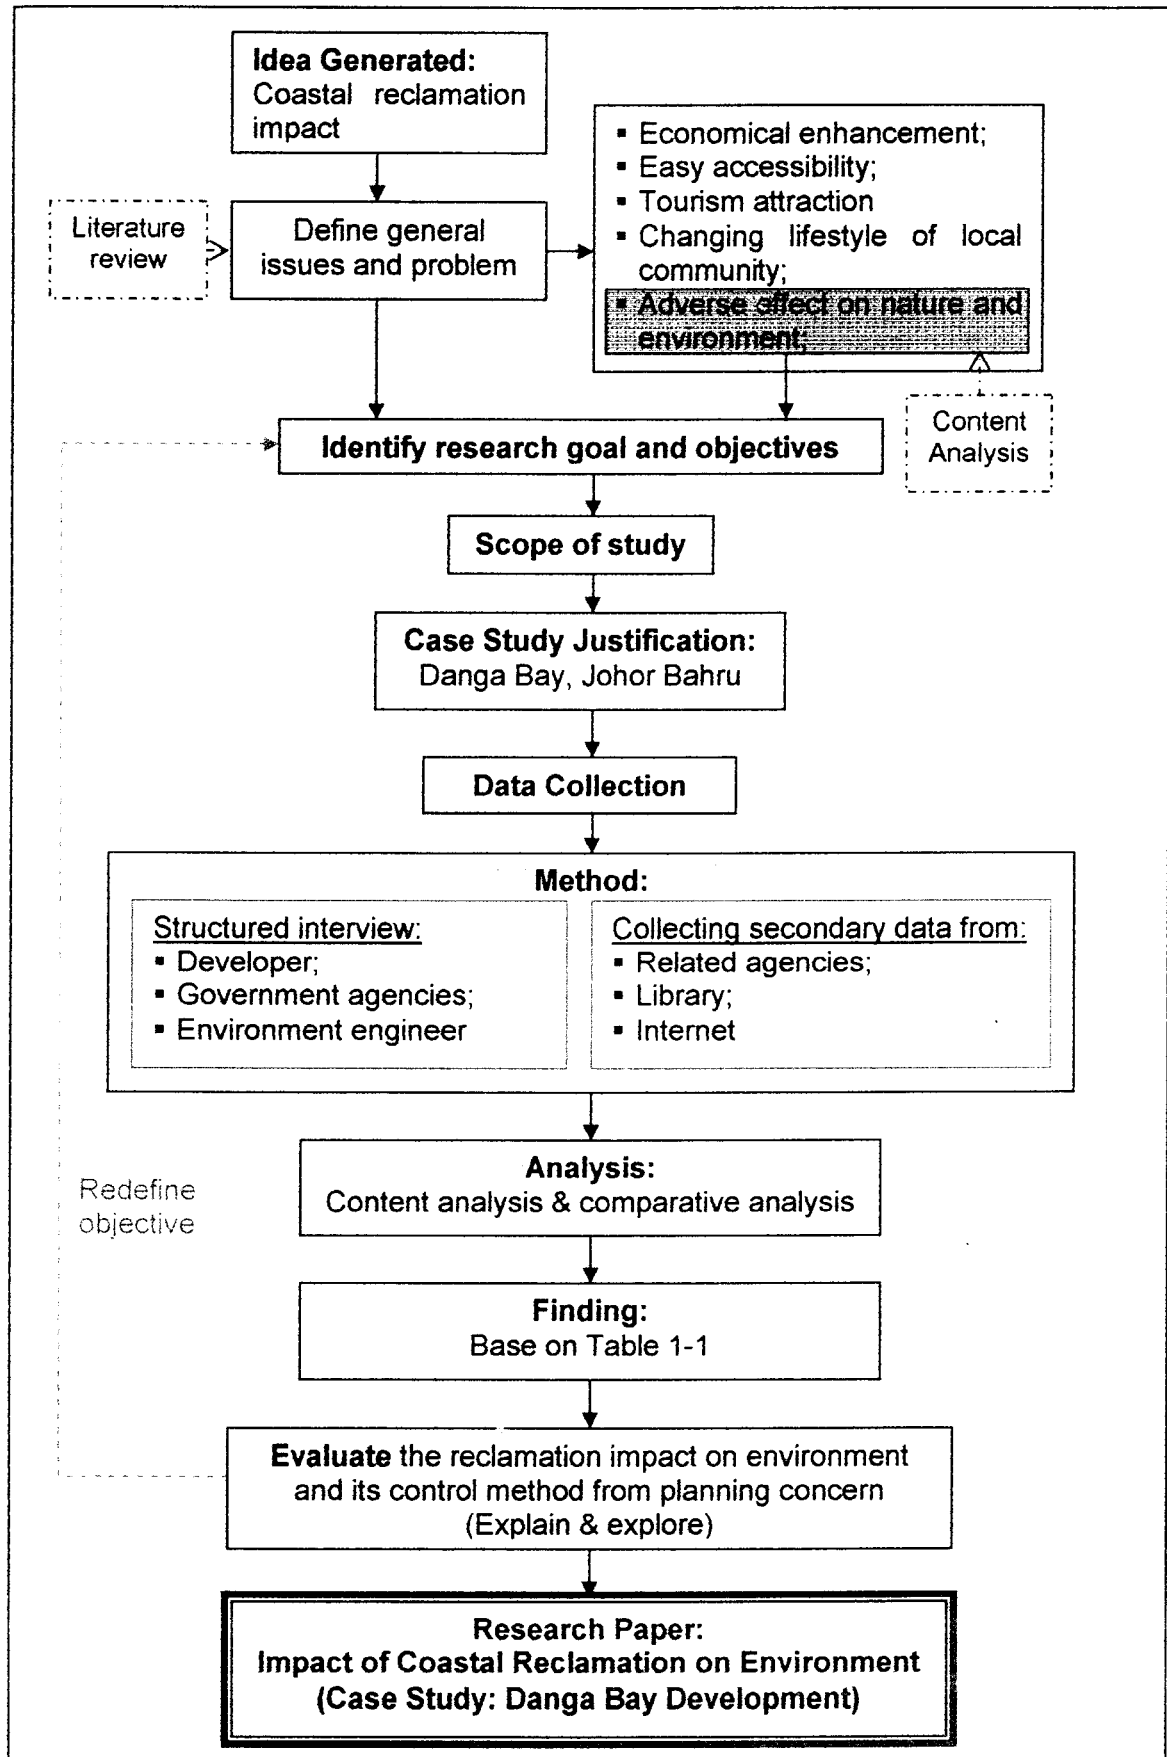 Idea Generated:
Coastal reclamation
impact
▪ Economical enhancement;
▪ Easy accessibility;
▪ Tourism attraction
▪ Changing lifestyle of local
community;
▪ Adverse effect on nature and
environment;
Literature
review
Define general
issues and problem
Content
Analysis
Identify research goal and objectives
Scope of study
Case Study Justification:
Danga Bay, Johor Bahru
Data Collection
Method:
Structured interview:
▪ Developer;
▪ Government agencies;
▪ Environment engineer
Collecting secondary data from:
▪ Related agencies;
▪ Library;
▪ Internet
Analysis:
Content analysis & comparative analysis
Redefine
objective
Finding:
Base on Table 1-1
Evaluate the reclamation impact on environment
and its control method from planning concern
(Explain & explore)
Research Paper:
Impact of Coastal Reclamation on Environment
(Case Study: Danga Bay Development)